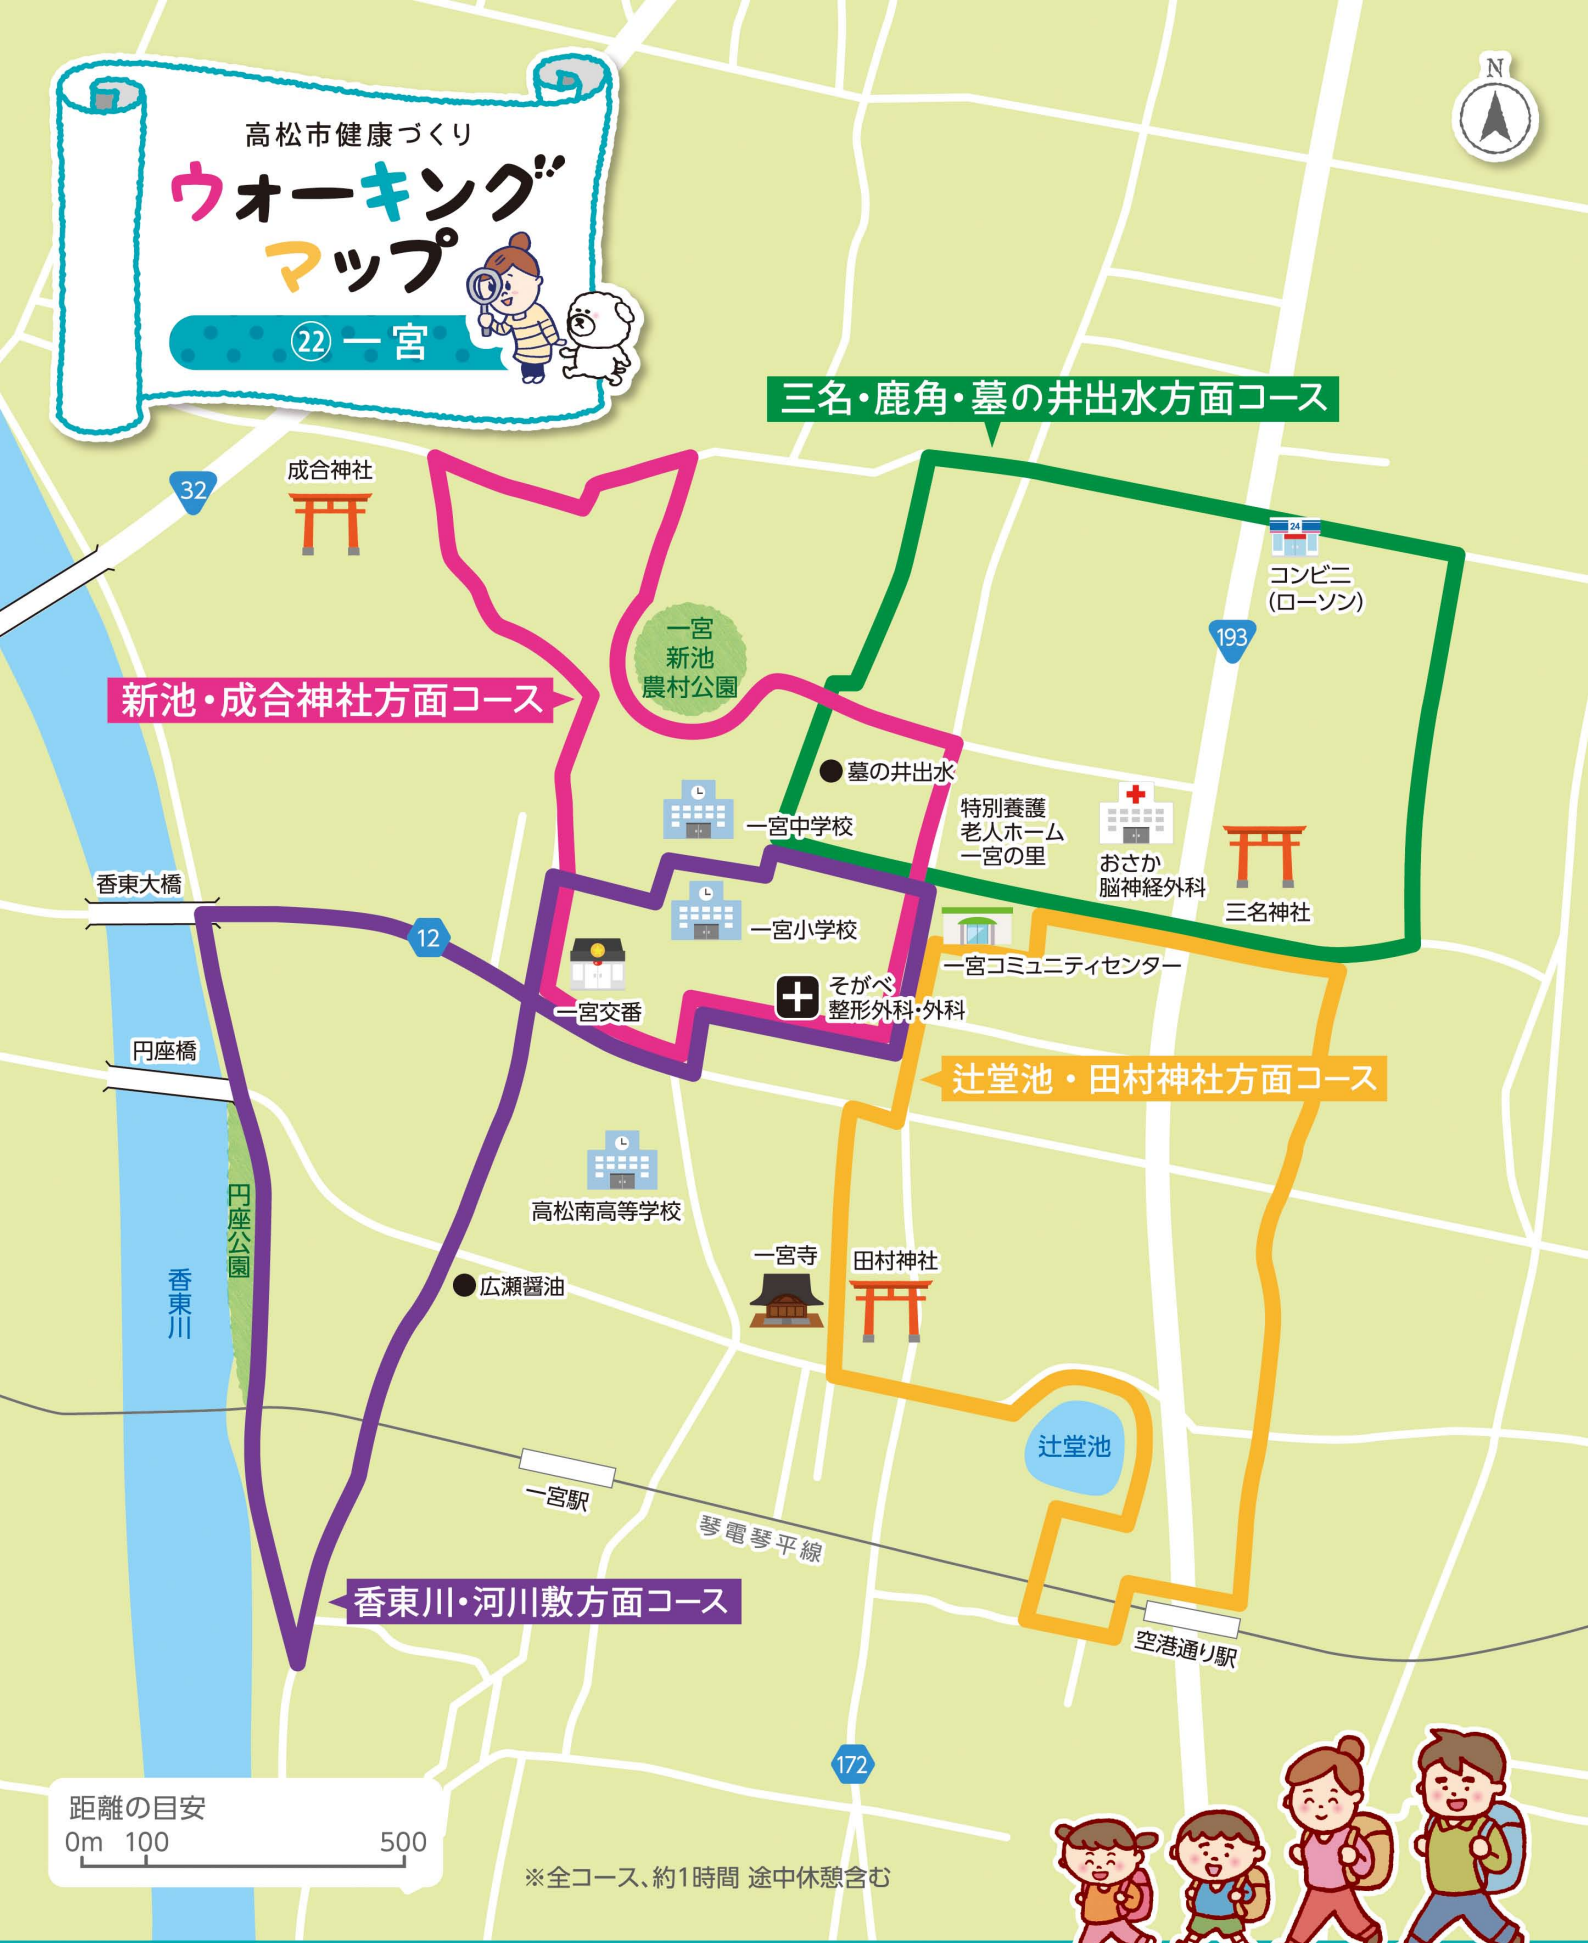 高松市健康づくり
ウォーキング
マップ
㉒一宮
N
三名・鹿角・墓の井出水方面コース
32
成合神社
24
コンビニ
(ローソン)
193
一宮
新池
農村公園
新池・成合神社方面コース
墓の井出水
一宮中学校
特別養護
老人ホーム
一宮の里
おさか
脳神経外科
三名神社
香東大橋
12
一宮小学校
一宮コミュニティセンター
そがべ
整形外科・外科
一宮交番
円座橋
辻堂池・田村神社方面コース
円座公園
高松南高等学校
香東川
広瀬醤油
一宮寺
田村神社
辻堂池
一宮駅
琴電琴平線
香東川・河川敷方面コース
空港通り駅
172
距離の目安
0m 100 500
※全コース、約1時間 途中休憩含む